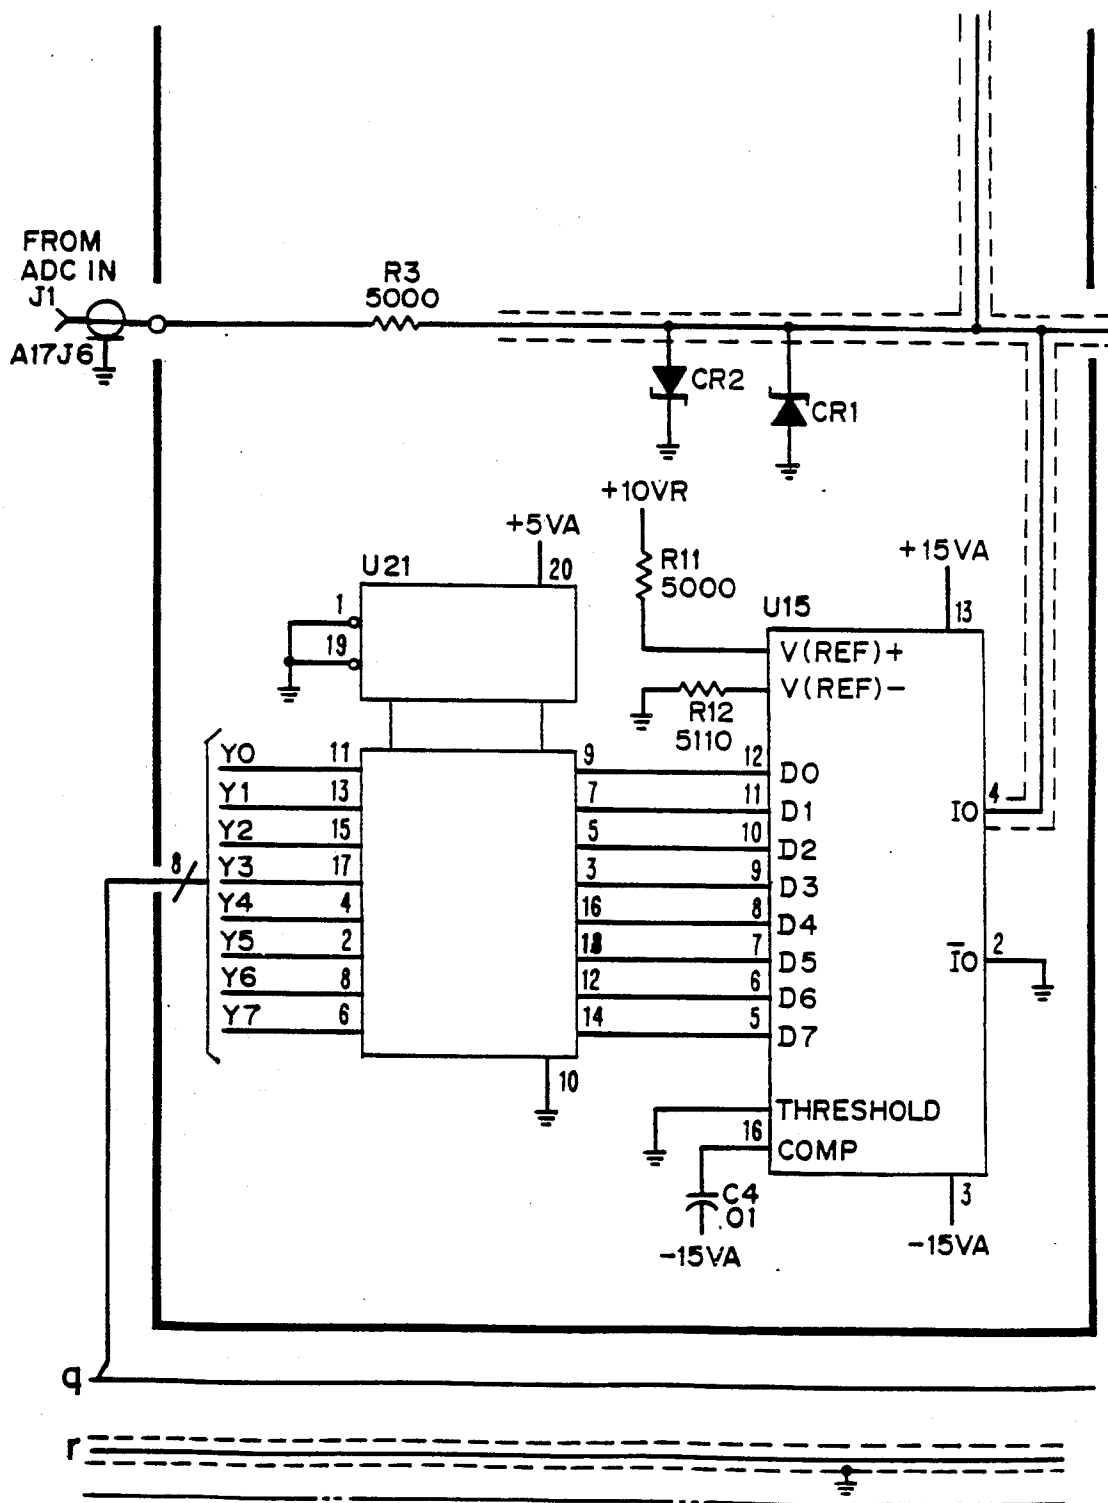 FROM
ADC IN
J1
A17J6
R3
5000
CR2
CR1
+10VR
R11
5000
+5VA
20
U21
1
19
+15VA
13
U15
V(REF)+
V(REF)-
R12
5110
Y0 11 9 12 D0
Y1 13 7 11 D1
Y2 15 5 10 D2
Y3 17 3 9 D3
Y4 4 16 8 D4
Y5 2 18 7 D5
Y6 8 12 6 D6
Y7 6 14 5 D7
8
IO 4
IO 2
10
THRESHOLD
16 COMP
C4
.01
-15VA
3
-15VA
q
r